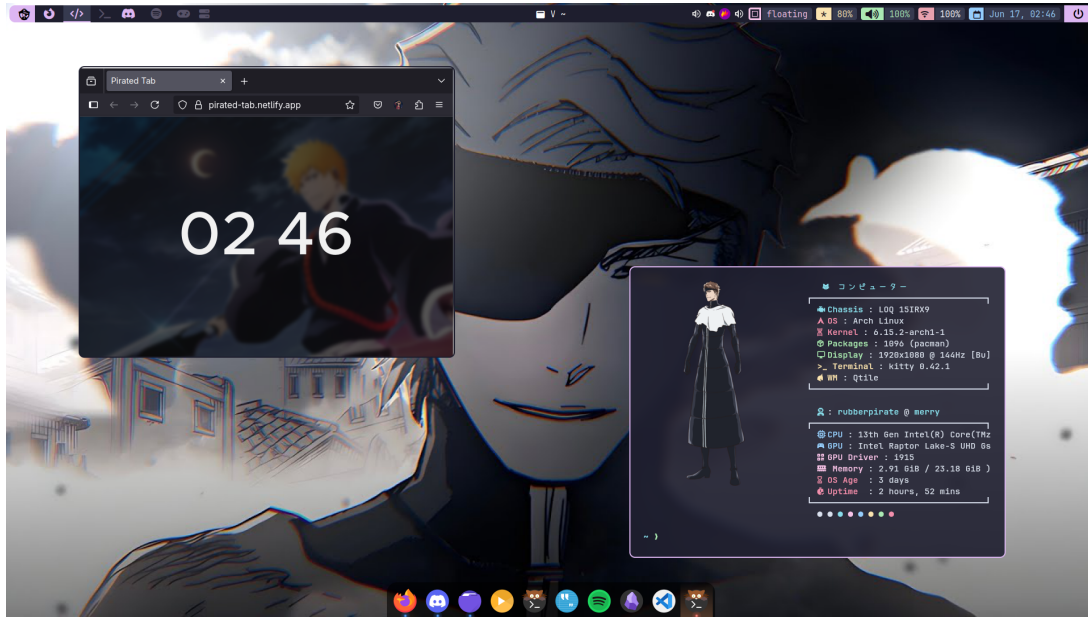 V ~
floating
80%
100%
100%
Jun 17, 02:46
Pirated Tab
pirated-tab.netlify.app
02 46
コンピューター
Chassis : LOQ 15IRX9
OS : Arch Linux
Kernel : 6.15.2-arch1-1
Packages : 1096 (pacman)
Display : 1920x1080 @ 144Hz [Bu]
>_ Terminal : kitty 0.42.1
WM : Qtile
: rubberpirate @ merry
CPU : 13th Gen Intel(R) Core(TMz
GPU : Intel Raptor Lake-S UHD Gs
GPU Driver : i915
Memory : 2.91 GiB / 23.18 GiB )
OS Age : 3 days
Uptime : 2 hours, 52 mins
~ )